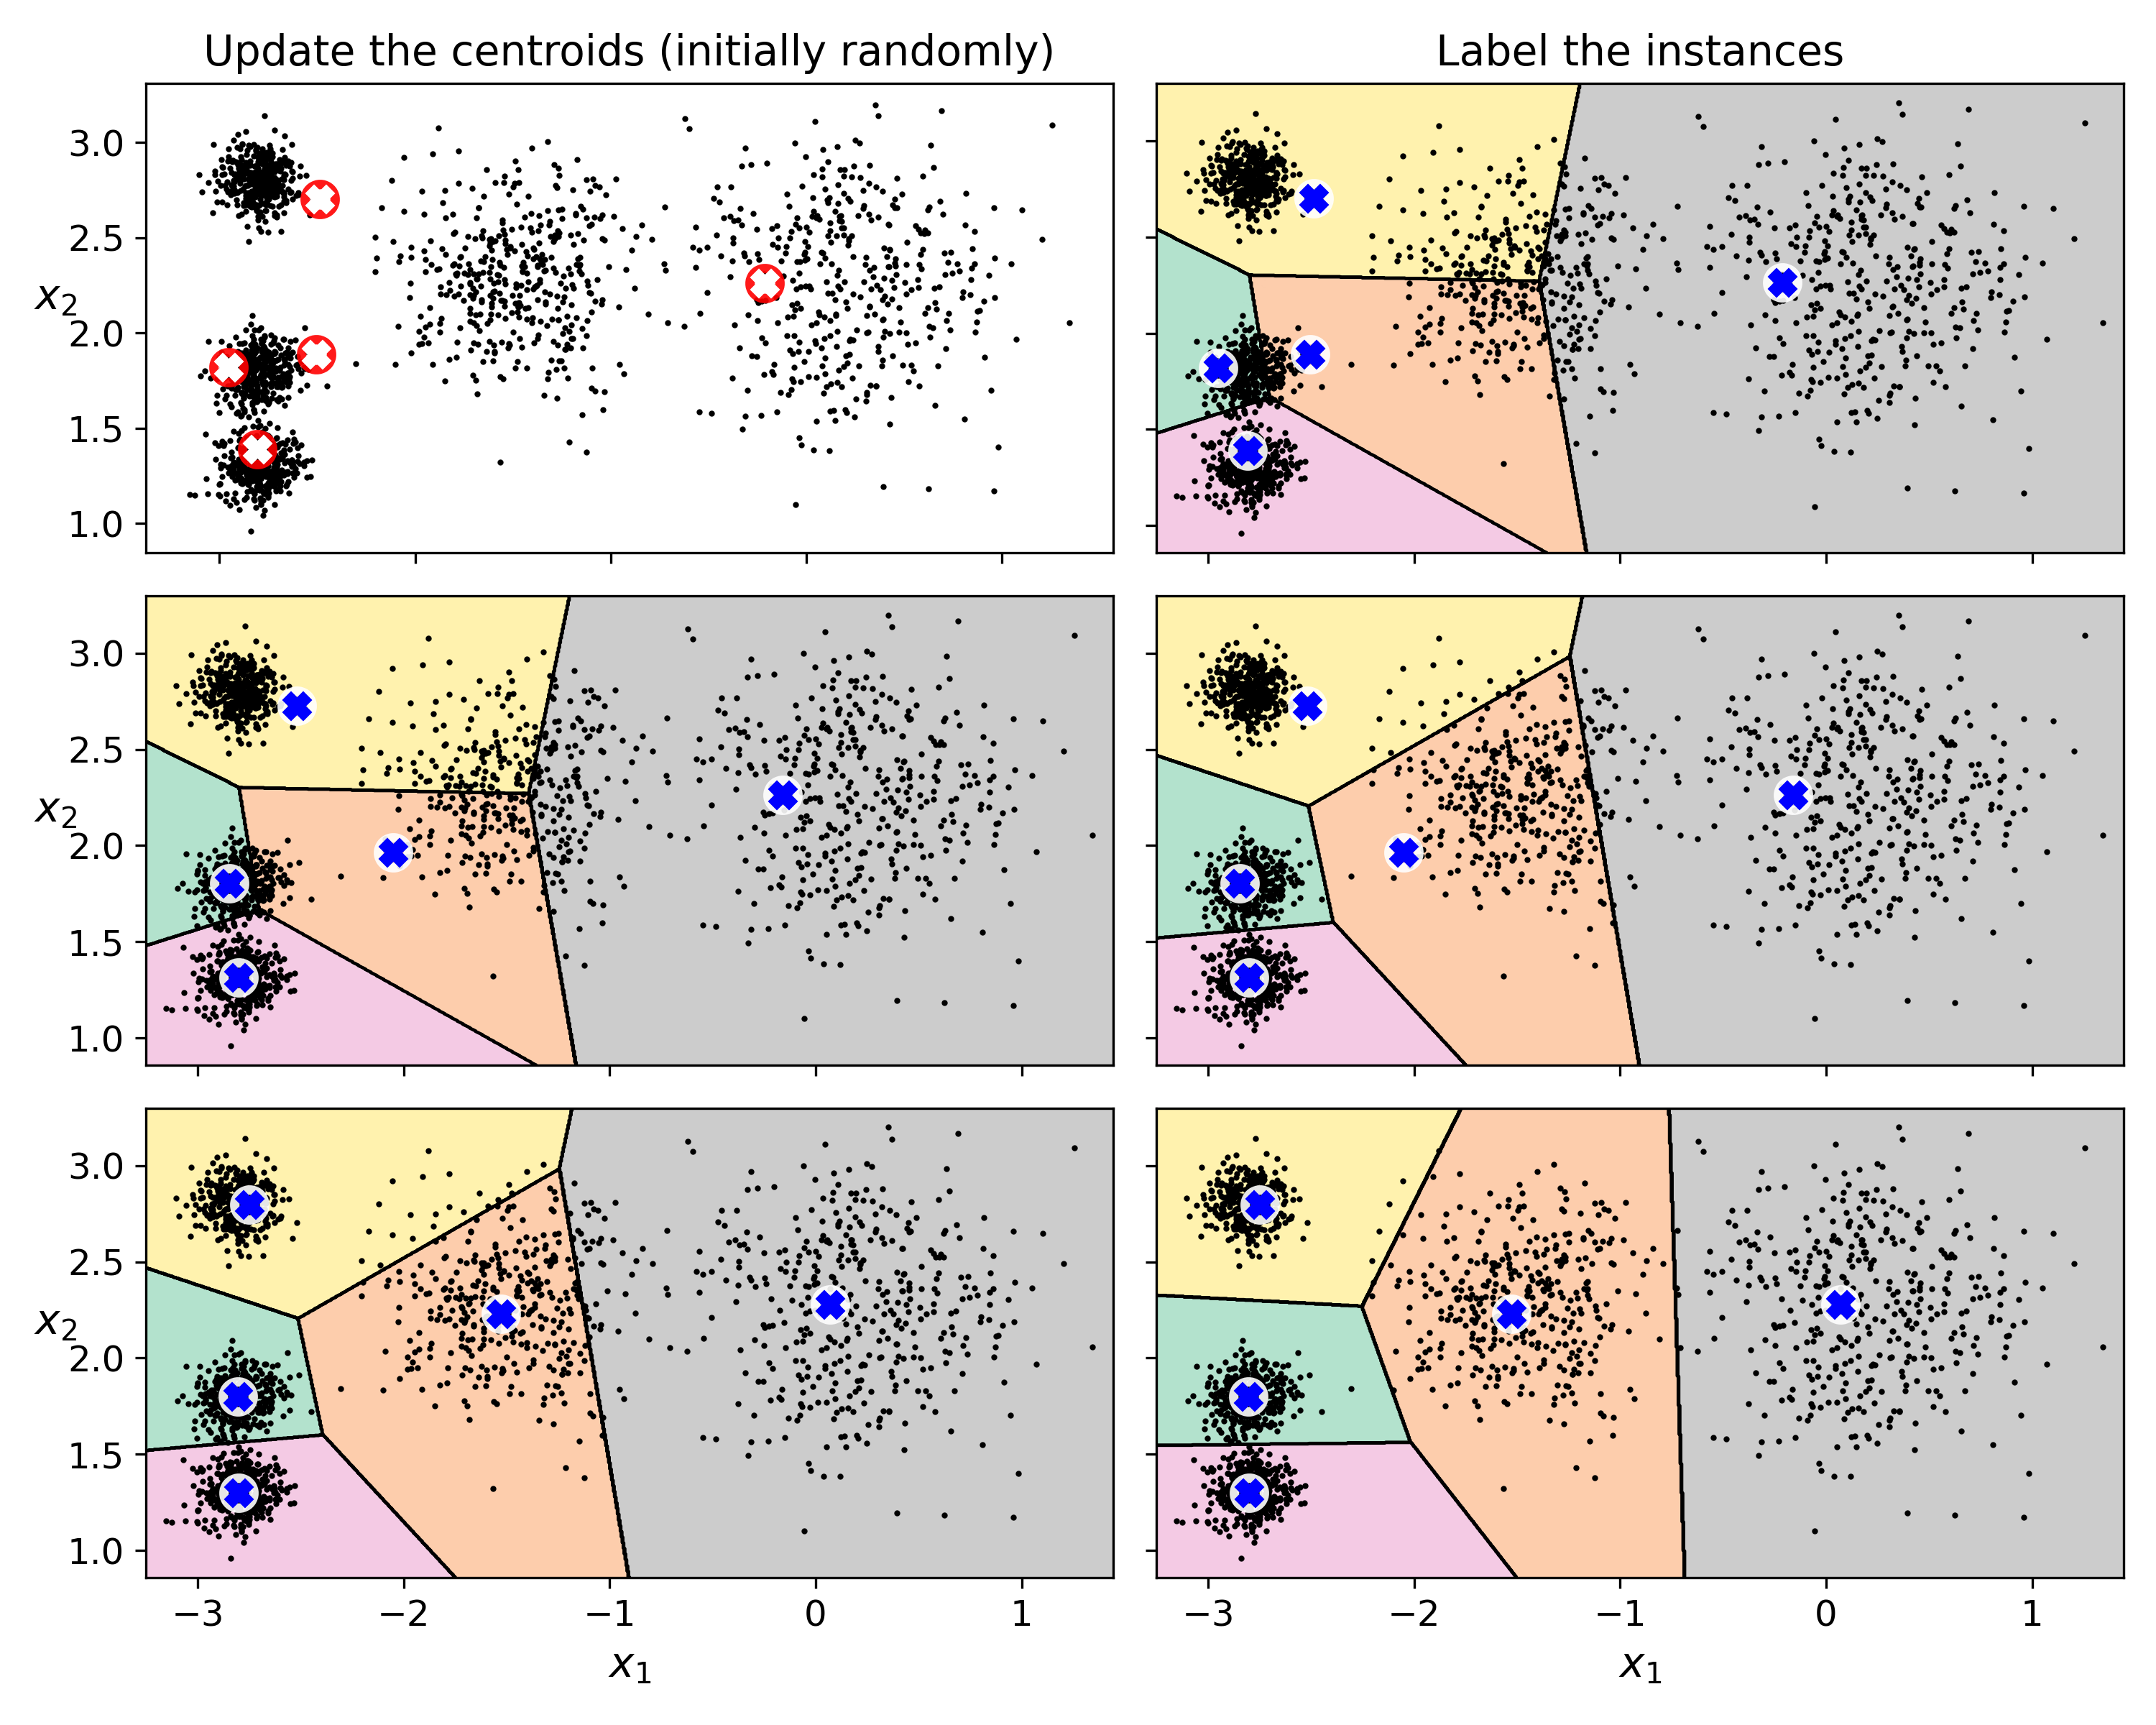 Update the centroids (initially randomly)
Label the instances
3.0
2.5
x₂
2.0
1.5
1.0
3.0
2.5
x₂
2.0
1.5
1.0
3.0
2.5
x₂
2.0
1.5
1.0
−3 −2 −1 0 1
−3 −2 −1 0 1
x₁
x₁